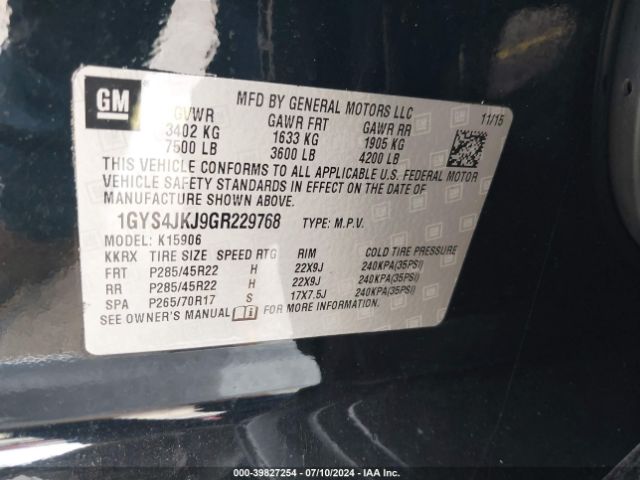 GM
MFD BY GENERAL MOTORS LLC
11/15
GVWR GAWR FRT GAWR RR
3402 KG 1633 KG 1905 KG
7500 LB 3600 LB 4200 LB
THIS VEHICLE CONFORMS TO ALL APPLICABLE U.S. FEDERAL MOTOR
VEHICLE SAFETY STANDARDS IN EFFECT ON THE DATE OF
MANUFACTURE SHOWN ABOVE.
1GYS4JKJ9GR229768 TYPE: M.P.V.
MODEL: K15906
KKRX TIRE SIZE SPEED RTG RIM COLD TIRE PRESSURE
FRT P285/45R22 H 22X9J 240KPA(35PSI)
RR P285/45R22 H 22X9J 240KPA(35PSI)
SPA P265/70R17 S 17X7.5J 240KPA(35PSI)
SEE OWNER'S MANUAL i FOR MORE INFORMATION.
000-39827254 - 07/10/2024 - IAA Inc.